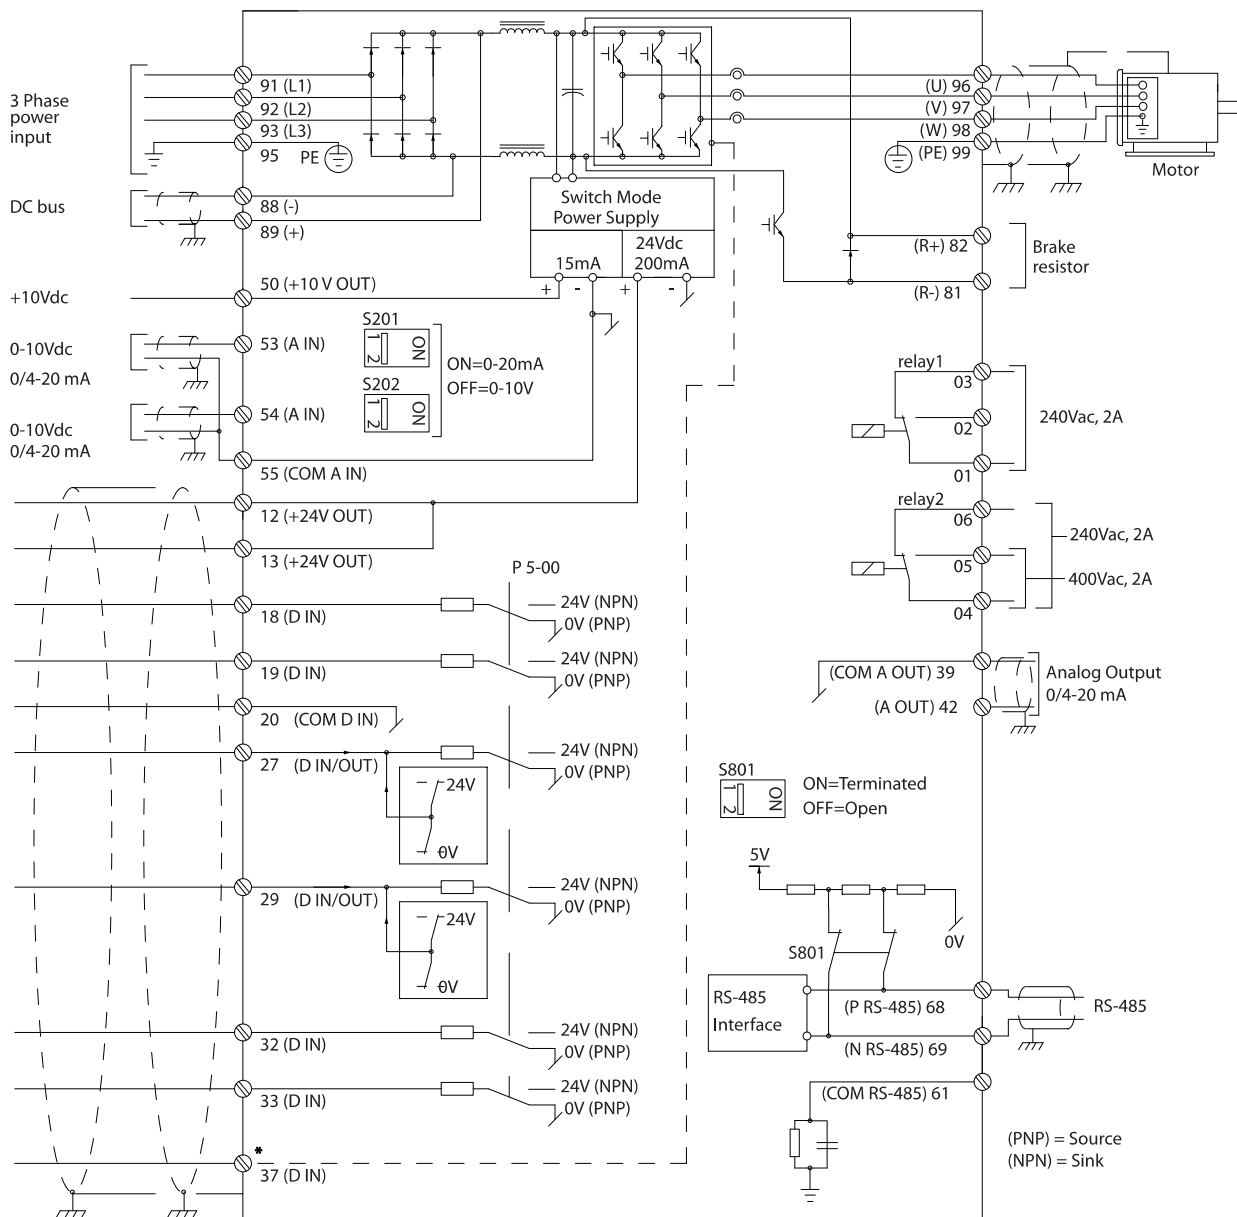 3 Phase
power
input
91 (L1)
92 (L2)
93 (L3)
95
PE
DC bus
88 (-)
89 (+)
+10Vdc
50 (+10 V OUT)
0-10Vdc
0/4-20 mA
53 (A IN)
0-10Vdc
0/4-20 mA
54 (A IN)
55 (COM A IN)
12 (+24V OUT)
13 (+24V OUT)
18 (D IN)
19 (D IN)
20 (COM D IN)
27 (D IN/OUT)
29 (D IN/OUT)
32 (D IN)
33 (D IN)
*
37 (D IN)
Switch Mode
Power Supply
15mA
24Vdc
200mA
+ - + -
S201
1 2
ON
S202
1 2
ON
ON=0-20mA
OFF=0-10V
P 5-00
24V (NPN)
0V (PNP)
24V (NPN)
0V (PNP)
24V (NPN)
0V (PNP)
24V
0V
24V (NPN)
0V (PNP)
24V
0V
24V (NPN)
0V (PNP)
24V (NPN)
0V (PNP)
(U) 96
(V) 97
(W) 98
(PE) 99
Motor
(R+) 82
(R-) 81
Brake
resistor
relay1
03
02
01
240Vac, 2A
relay2
06
05
04
240Vac, 2A
400Vac, 2A
(COM A OUT) 39
(A OUT) 42
Analog Output
0/4-20 mA
S801
1 2
ON
ON=Terminated
OFF=Open
5V
0V
S801
RS-485
Interface
(P RS-485) 68
(N RS-485) 69
(COM RS-485) 61
RS-485
(PNP) = Source
(NPN) = Sink